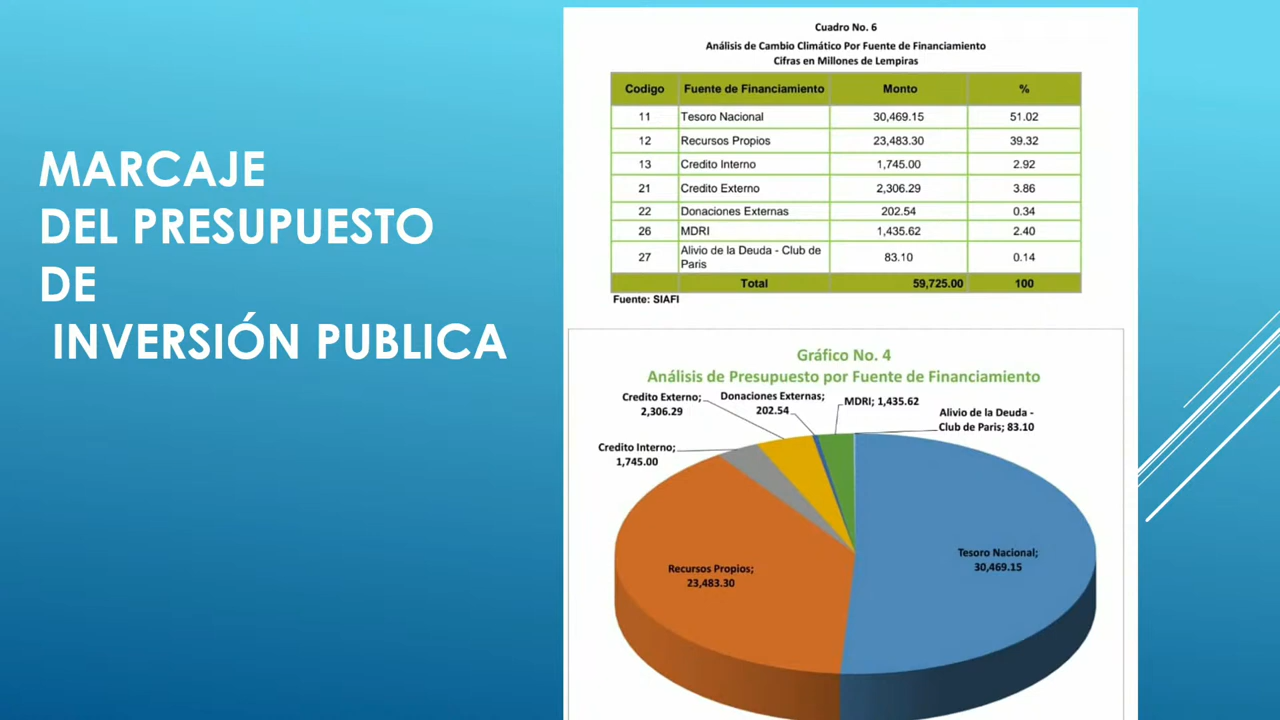 MARCAJE
DEL PRESUPUESTO
DE
INVERSIÓN PUBLICA
Cuadro No. 6
Análisis de Cambio Climático Por Fuente de Financiamiento
Cifras en Millones de Lempiras
Codigo Fuente de Financiamiento Monto %
11 Tesoro Nacional 30,469.15 51.02
12 Recursos Propios 23,483.30 39.32
13 Credito Interno 1,745.00 2.92
21 Credito Externo 2,306.29 3.86
22 Donaciones Externas 202.54 0.34
26 MDRI 1,435.62 2.40
27 Alivio de la Deuda - Club de
Paris 83.10 0.14
Total 59,725.00 100
Fuente: SIAFI
Gráfico No. 4
Análisis de Presupuesto por Fuente de Financiamiento
Credito Externo;
2,306.29
Donaciones Externas;
202.54
MDRI; 1,435.62
Alivio de la Deuda -
Club de Paris; 83.10
Credito Interno;
1,745.00
Tesoro Nacional;
30,469.15
Recursos Propios;
23,483.30